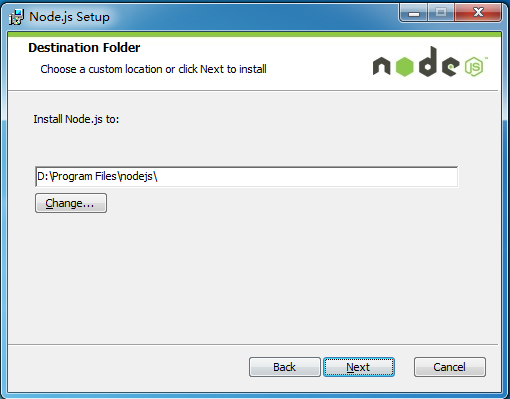 Node.js Setup
Destination Folder
Choose a custom location or click Next to install
node
JS
Install Node.js to:
D:\Program Files\nodejs\
Change...
Back
Next
Cancel